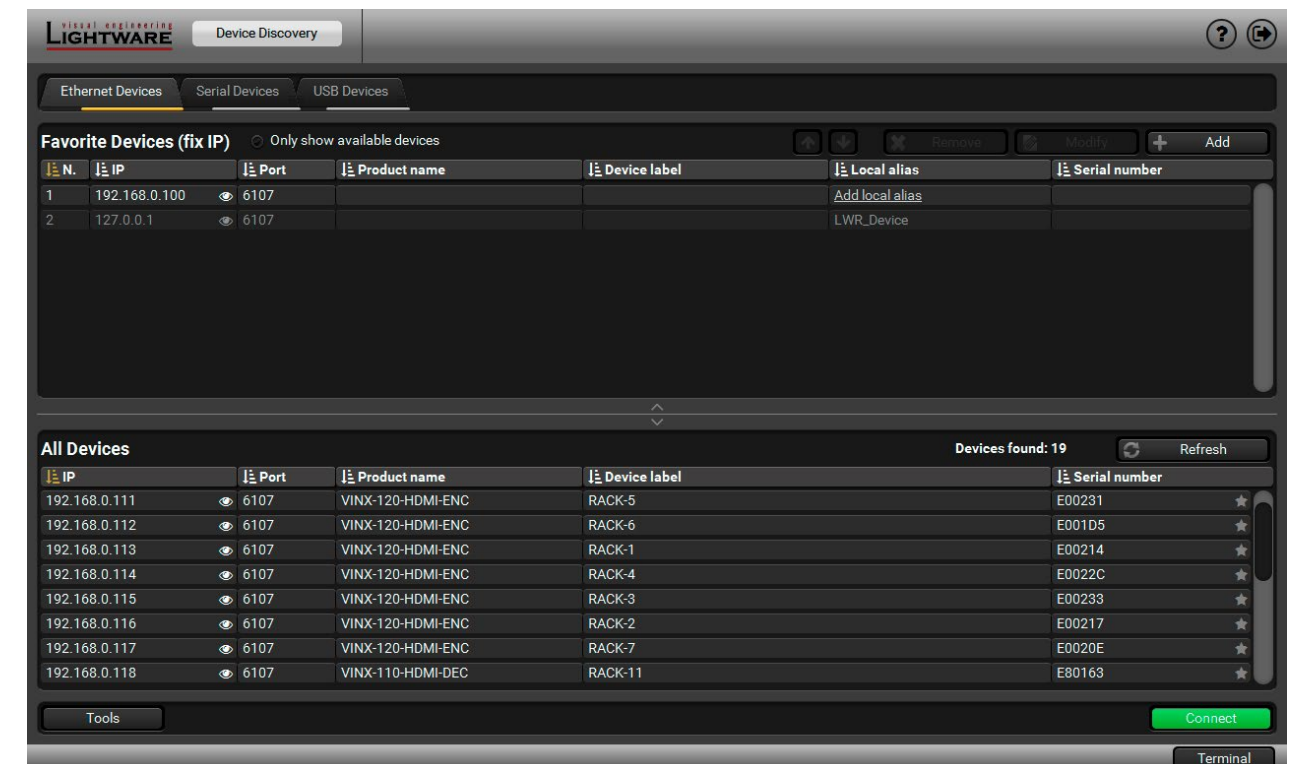 visual engineering
LIGHTWARE
Device Discovery
?
Ethernet Devices Serial Devices USB Devices
Favorite Devices (fix IP) Only show available devices Remove Modify Add
N. IP Port Product name Device label Local alias Serial number
1 192.168.0.100 6107 Add local alias
2 127.0.0.1 6107 LWR_Device
All Devices Devices found: 19 Refresh
IP Port Product name Device label Serial number
192.168.0.111 6107 VINX-120-HDMI-ENC RACK-5 E00231
192.168.0.112 6107 VINX-120-HDMI-ENC RACK-6 E001D5
192.168.0.113 6107 VINX-120-HDMI-ENC RACK-1 E00214
192.168.0.114 6107 VINX-120-HDMI-ENC RACK-4 E0022C
192.168.0.115 6107 VINX-120-HDMI-ENC RACK-3 E00233
192.168.0.116 6107 VINX-120-HDMI-ENC RACK-2 E00217
192.168.0.117 6107 VINX-120-HDMI-ENC RACK-7 E0020E
192.168.0.118 6107 VINX-110-HDMI-DEC RACK-11 E80163
Tools Connect
Terminal